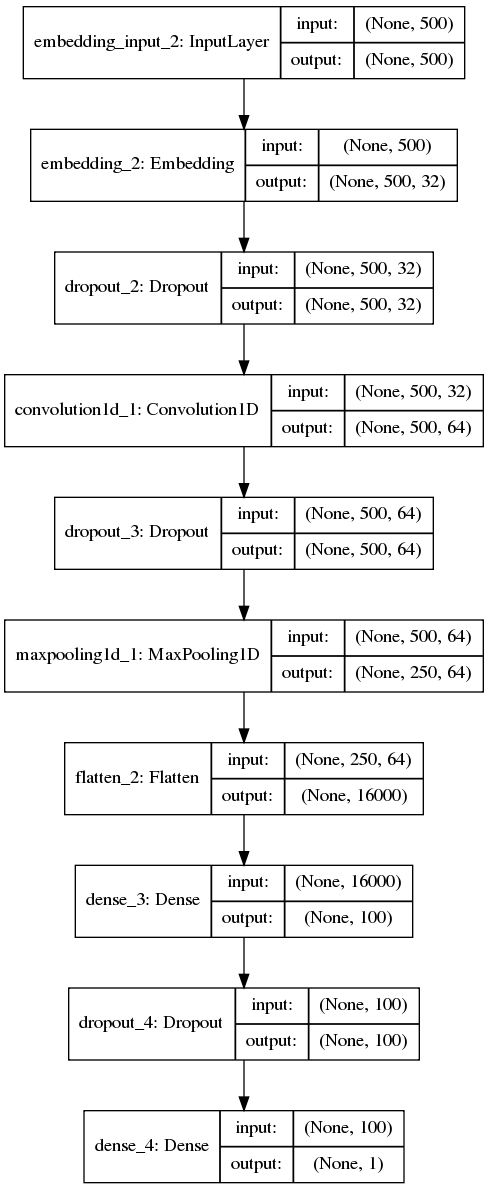 embedding_input_2: InputLayer
input:
(None, 500)
output:
(None, 500)
embedding_2: Embedding
input:
(None, 500)
output:
(None, 500, 32)
dropout_2: Dropout
input:
(None, 500, 32)
output:
(None, 500, 32)
convolution1d_1: Convolution1D
input:
(None, 500, 32)
output:
(None, 500, 64)
dropout_3: Dropout
input:
(None, 500, 64)
output:
(None, 500, 64)
maxpooling1d_1: MaxPooling1D
input:
(None, 500, 64)
output:
(None, 250, 64)
flatten_2: Flatten
input:
(None, 250, 64)
output:
(None, 16000)
dense_3: Dense
input:
(None, 16000)
output:
(None, 100)
dropout_4: Dropout
input:
(None, 100)
output:
(None, 100)
dense_4: Dense
input:
(None, 100)
output:
(None, 1)